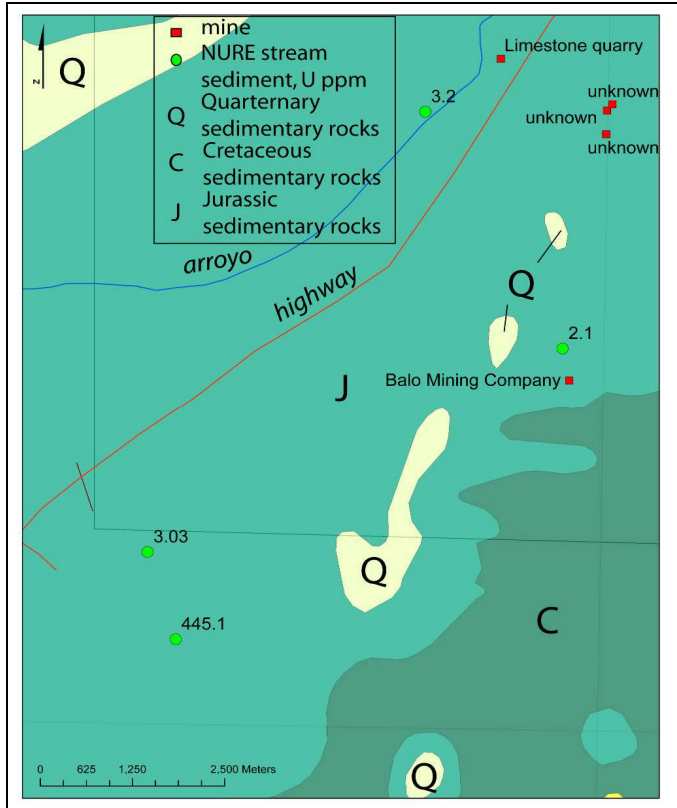 mine
NURE stream
sediment, U ppm
Q Quarternary
sedimentary rocks
C Cretaceous
sedimentary rocks
J Jurassic
sedimentary rocks
N
Q
Limestone quarry
3.2
unknown
unknown
unknown
arroyo
highway
Q
2.1
Balo Mining Company
J
3.03
Q
445.1
C
0 625 1,250 2,500 Meters
Q